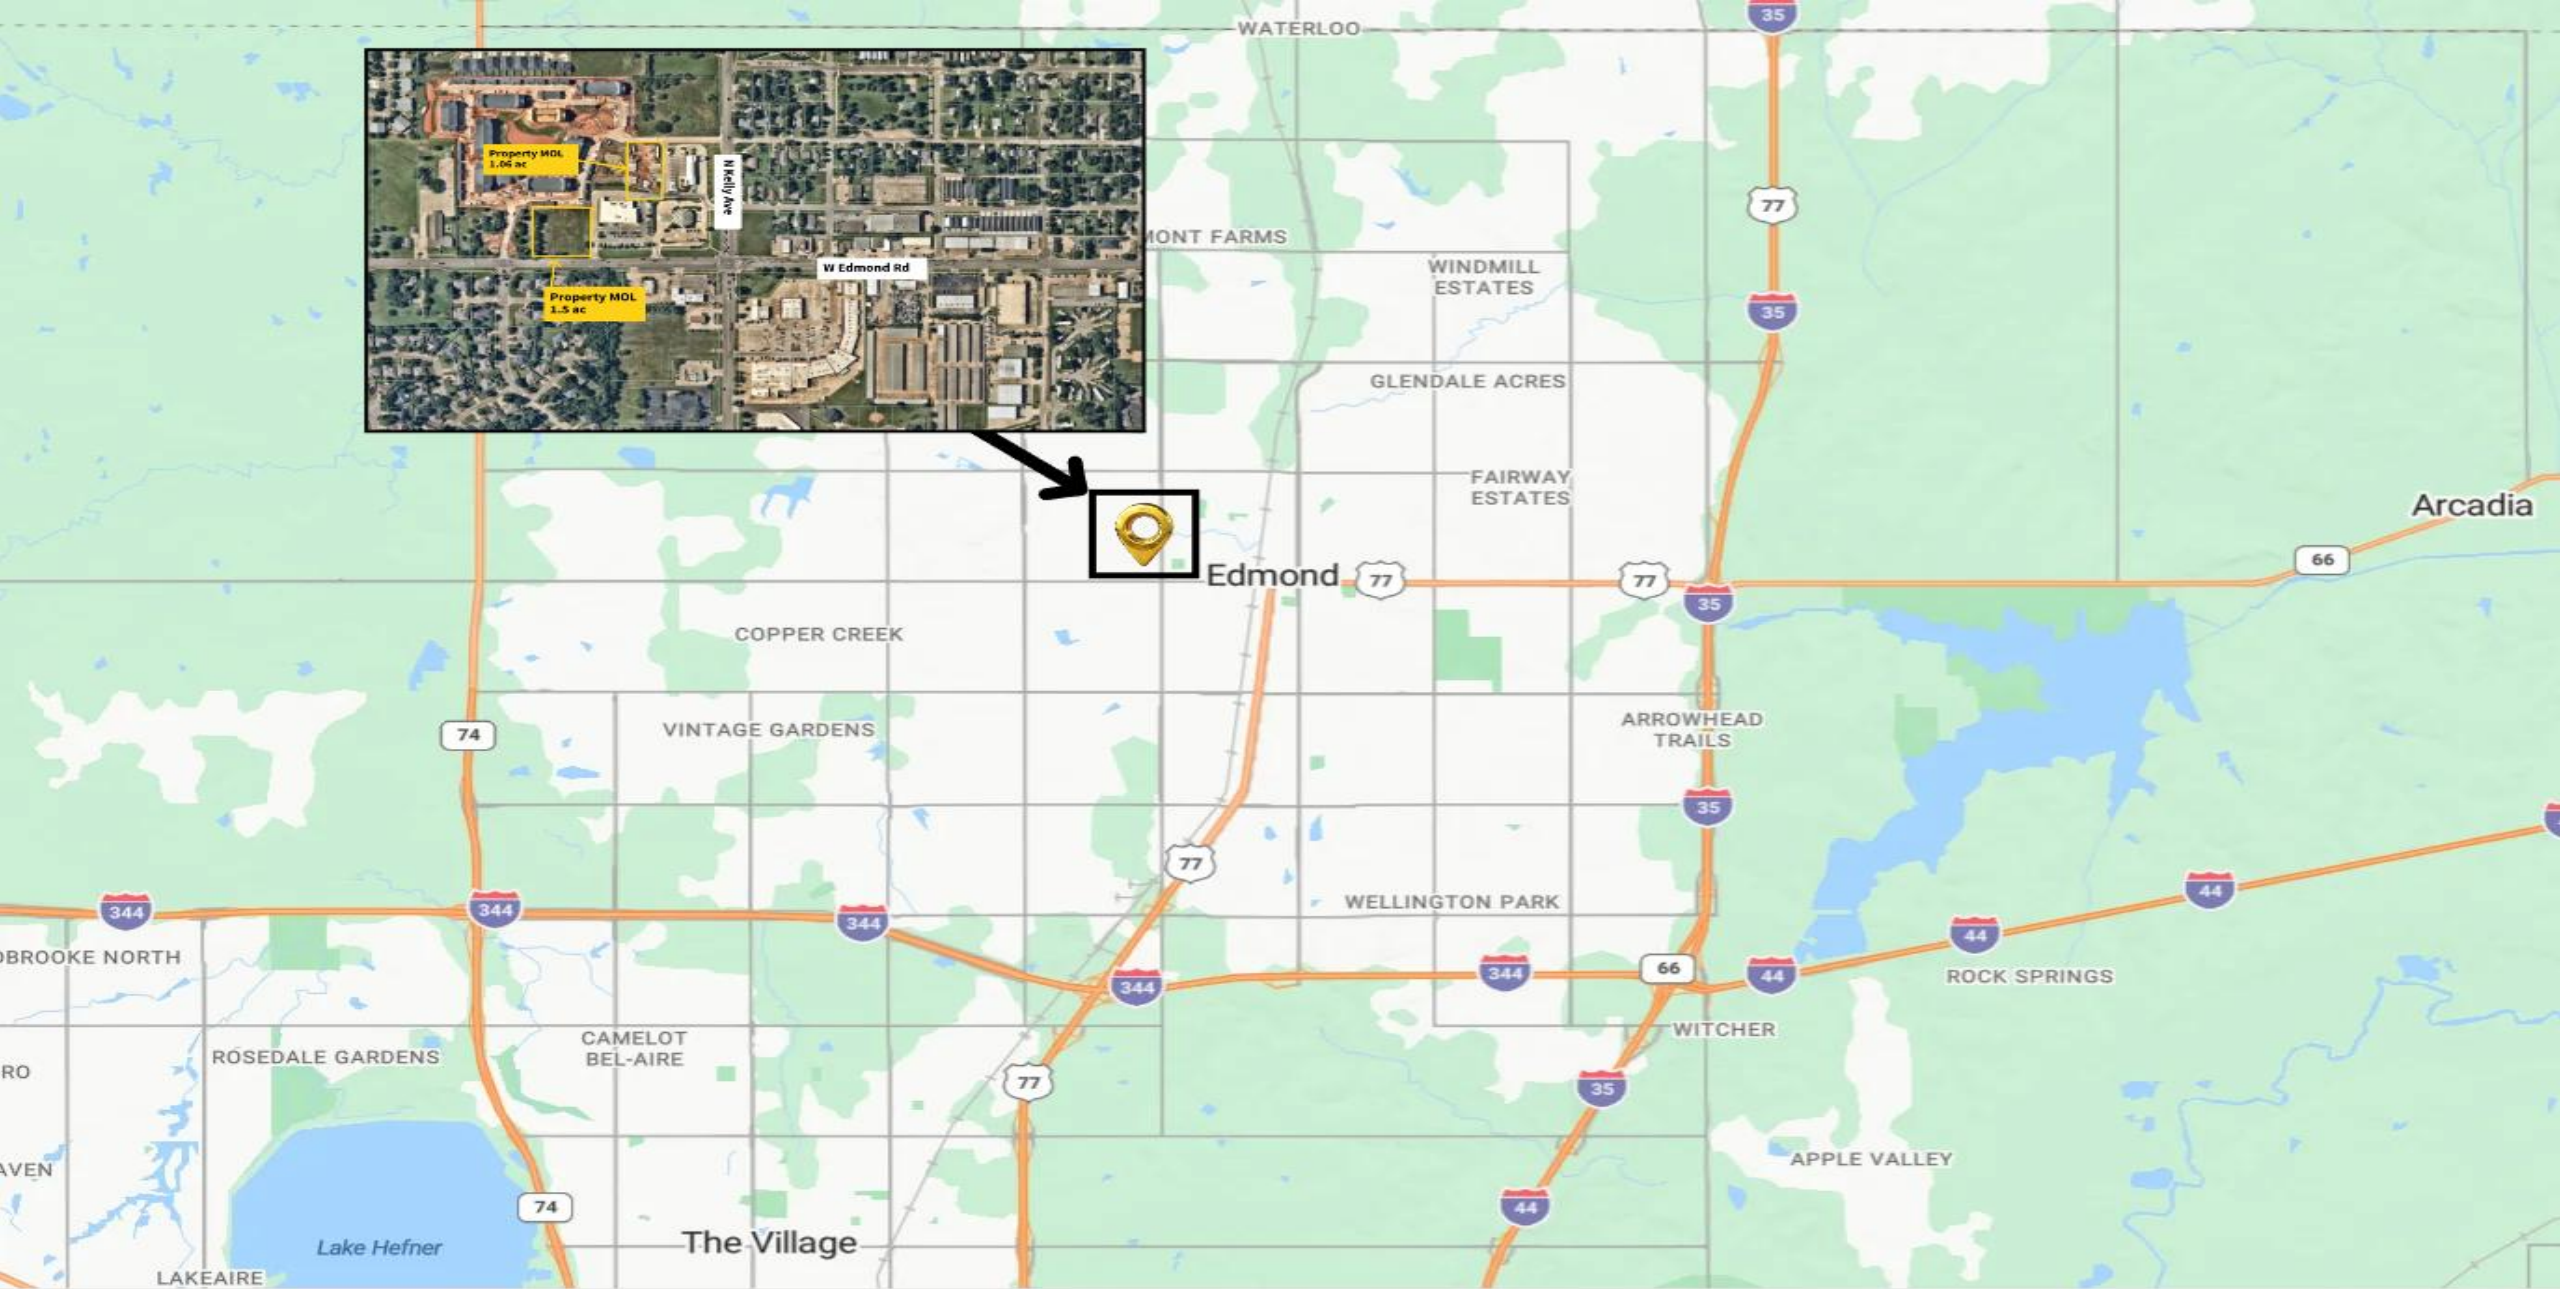 WATERLOO
35
Property MOL
1.06 ac
N Kelly Ave
77
MONT FARMS
W Edmond Rd
WINDMILL
ESTATES
Property MOL
1.5 ac
35
GLENDALE ACRES
FAIRWAY
ESTATES
Arcadia
66
Edmond
77
77
35
COPPER CREEK
ARROWHEAD
TRAILS
74
VINTAGE GARDENS
35
77
44
WELLINGTON PARK
344
344
344
44
OBROOKE NORTH
66
344
44
ROCK SPRINGS
344
WITCHER
CAMELOT
BEL-AIRE
ROSEDALE GARDENS
RO
77
35
APPLE VALLEY
AVEN
74
44
The Village
Lake Hefner
LAKEAIRE